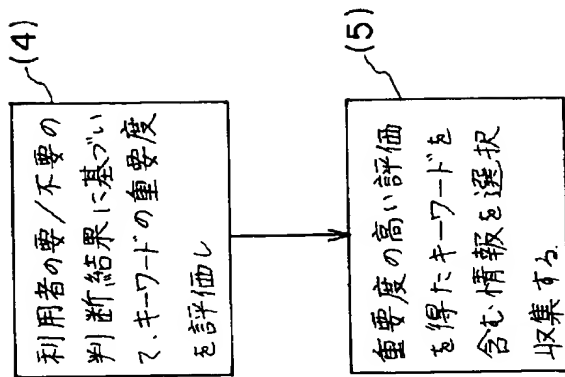 (4)
利用者の要/不要の
判断結果に基づい
て、キーワードの重要度
を評価し
(5)
重要度の高い評価
を得たキーワードを
含む情報を選択
収集する.